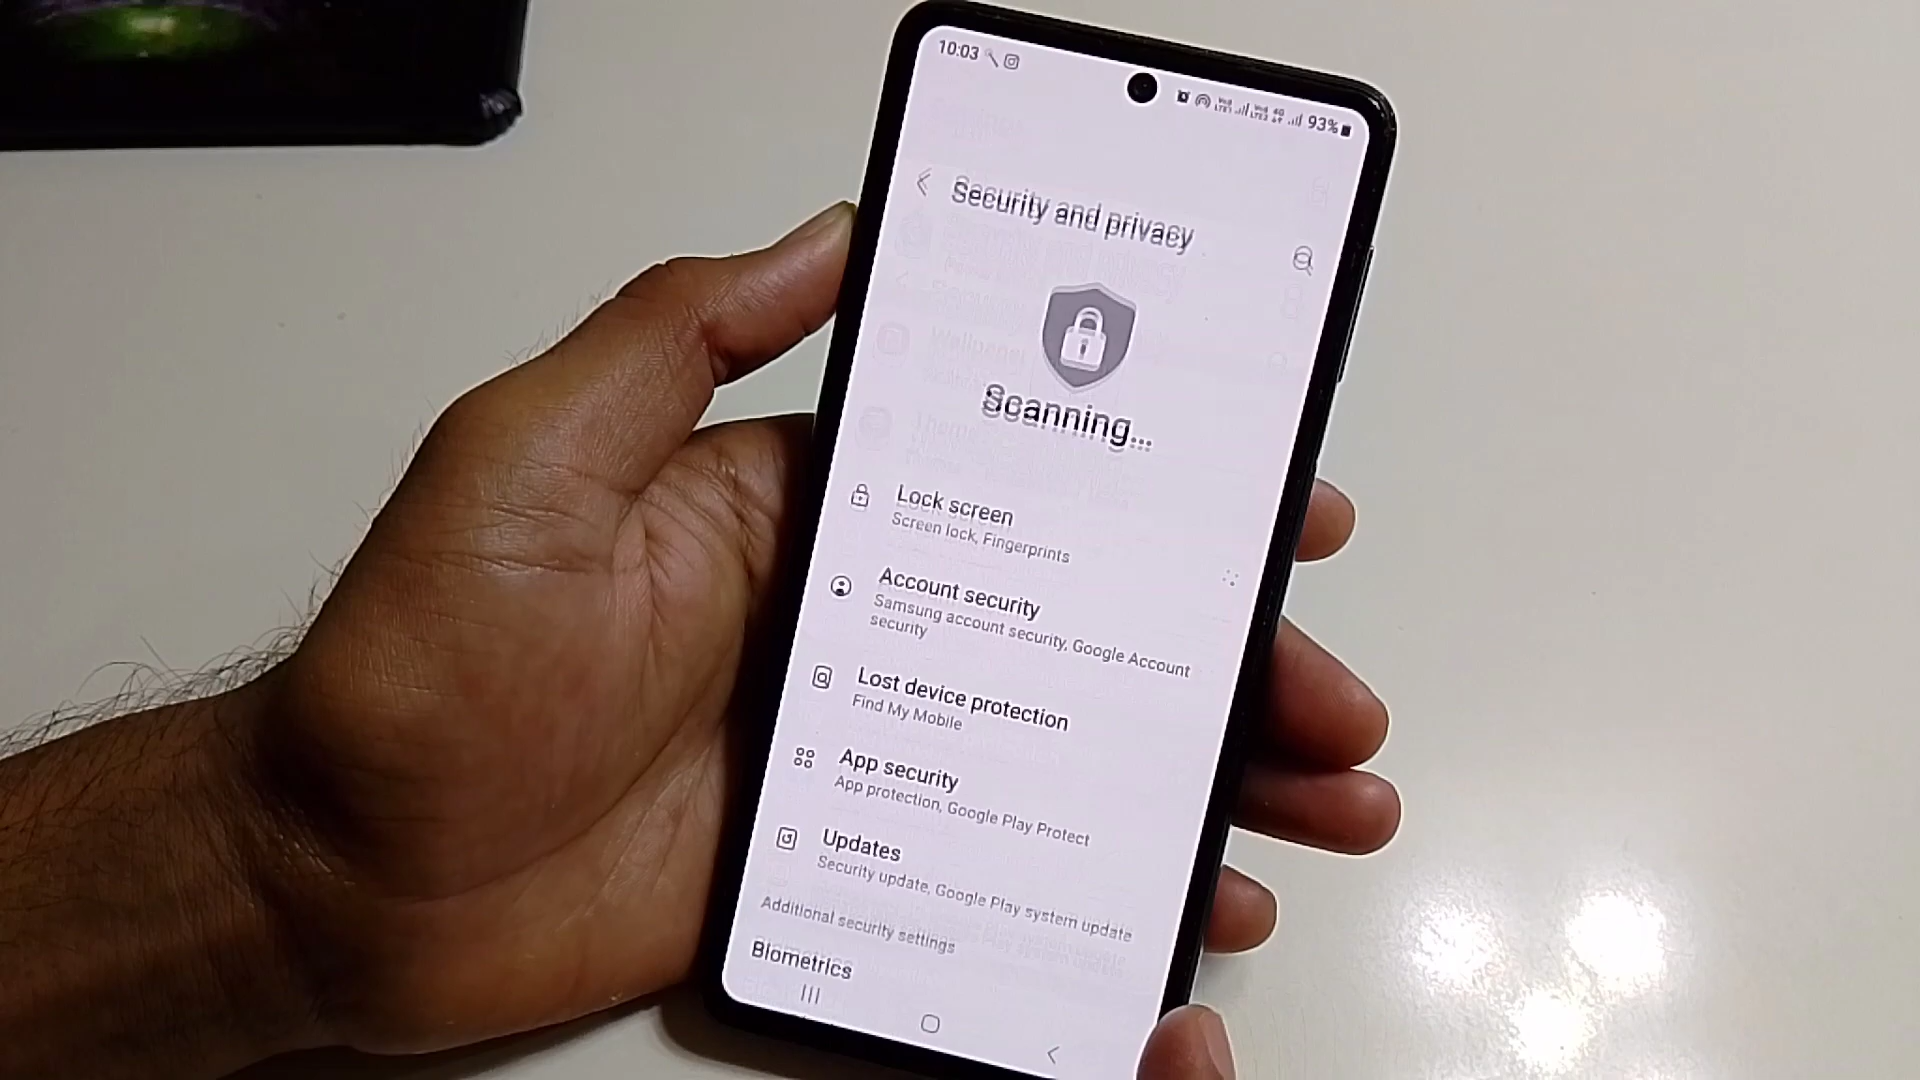 10:03 93%
Security and privacy
Scanning...
Lock screen
Screen lock, Fingerprints
Account security
Samsung account security, Google Account
security
Lost device protection
Find My Mobile
App security
App protection, Google Play Protect
Updates
Security update, Google Play system update
Additional security settings
Biometrics